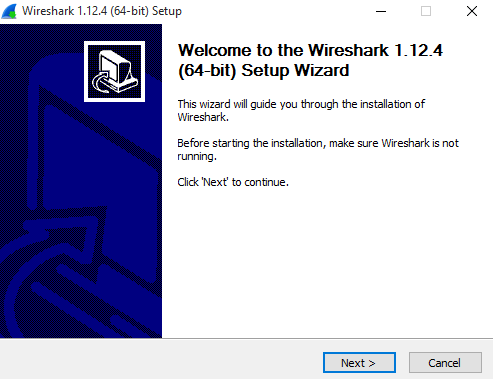 Wireshark 1.12.4 (64-bit) Setup
Welcome to the Wireshark 1.12.4
(64-bit) Setup Wizard
This wizard will guide you through the installation of
Wireshark.
Before starting the installation, make sure Wireshark is not
running.
Click 'Next' to continue.
Next >
Cancel